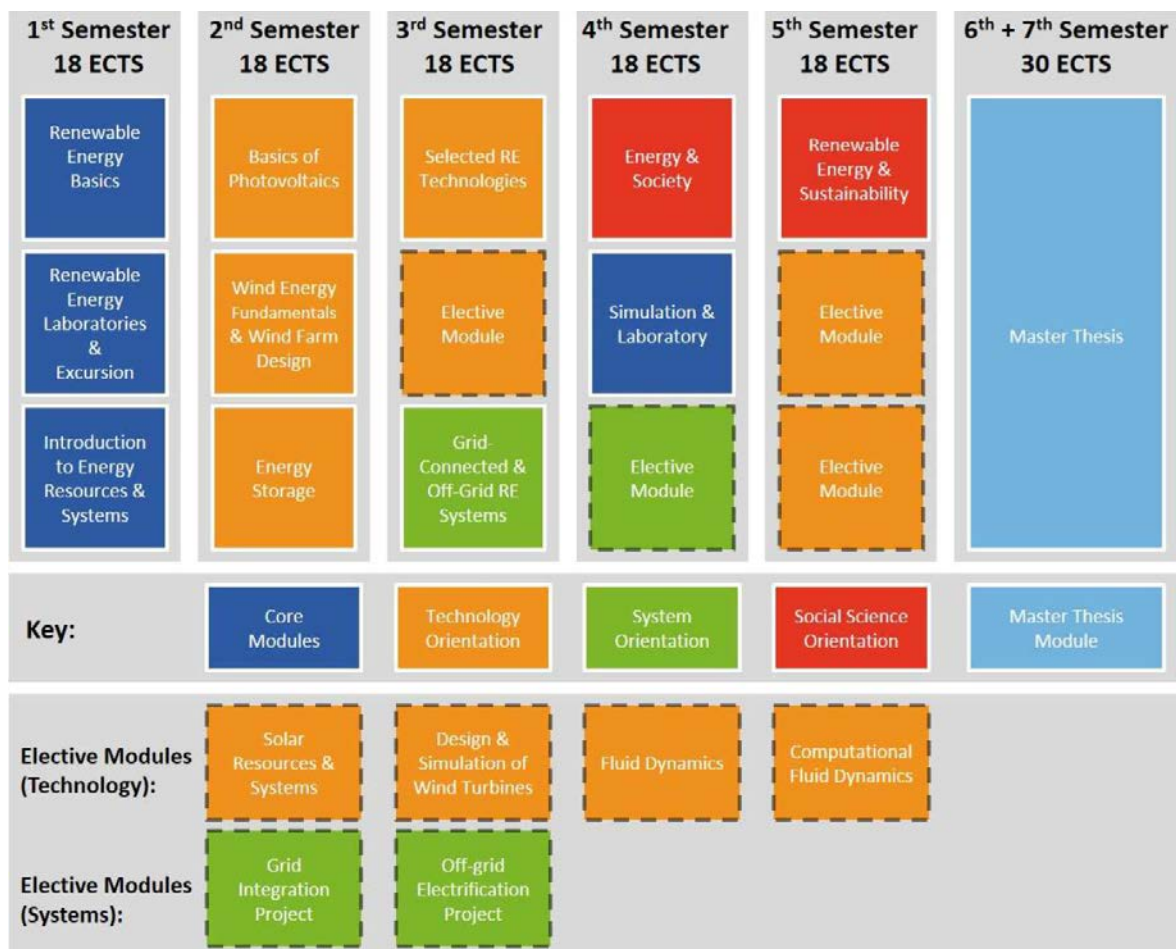 1st Semester
18 ECTS
2nd Semester
18 ECTS
3rd Semester
18 ECTS
4th Semester
18 ECTS
5th Semester
18 ECTS
6th + 7th Semester
30 ECTS
Renewable
Energy
Basics
Basics of
Photovoltaics
Selected RE
Technologies
Energy &
Society
Renewable
Energy &
Sustainability
Renewable
Energy
Laboratories
&
Excursion
Wind Energy
Fundamentals
& Wind Farm
Design
Elective
Module
Simulation &
Laboratory
Elective
Module
Master Thesis
Introduction
to Energy
Resources &
Systems
Energy
Storage
Grid-
Connected &
Off-Grid RE
Systems
Elective
Module
Elective
Module
Key:
Core
Modules
Technology
Orientation
System
Orientation
Social Science
Orientation
Master Thesis
Module
Elective Modules
(Technology):
Solar
Resources &
Systems
Design &
Simulation of
Wind Turbines
Fluid Dynamics
Computational
Fluid Dynamics
Elective Modules
(Systems):
Grid
Integration
Project
Off-grid
Electrification
Project